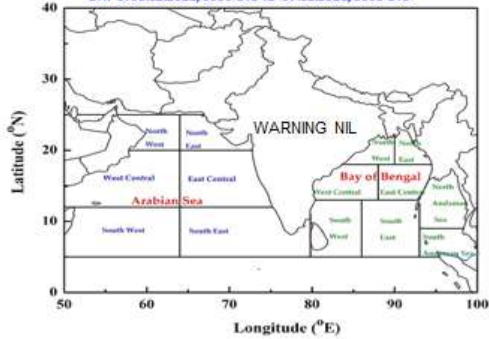 40
30
20
10
0
Latitude (°N)
North West
North East
WARNING NIL
North West
North East
West Central
East Central
Arabian Sea
Bay of Bengal
West Central
East Central
North Andaman Sea
South West
South East
South West
South East
South Andaman Sea
50 60 70 80 90 100
Longitude (°E)